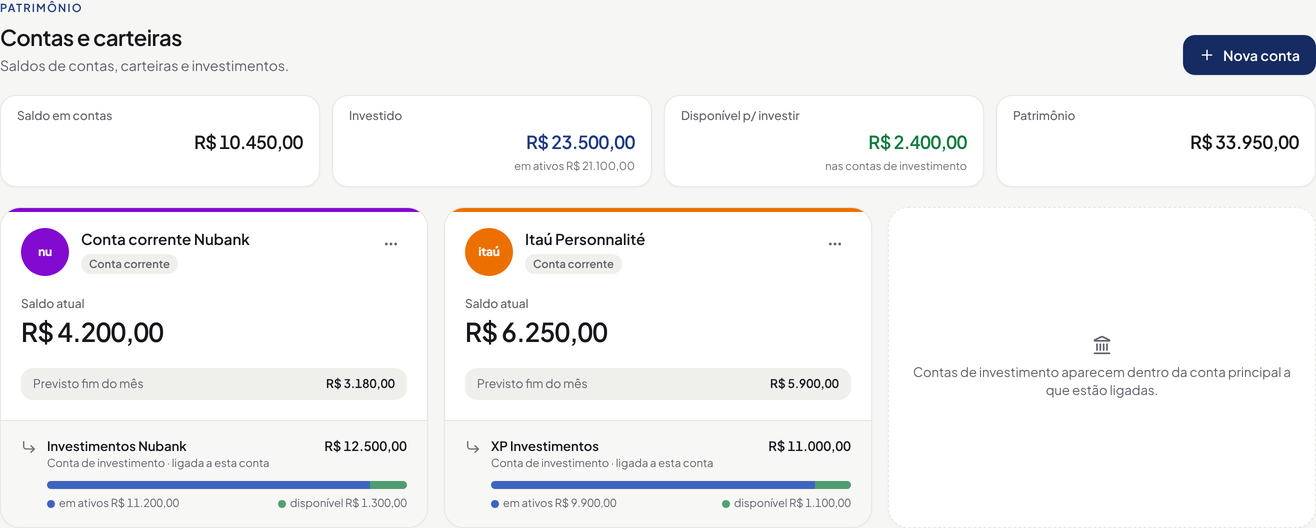 PATRIMÔNIO
Contas e carteiras
Saldos de contas, carteiras e investimentos.
+ Nova conta
Saldo em contas
R$ 10.450,00
Investido
R$ 23.500,00
em ativos R$ 21.100,00
Disponível p/ investir
R$ 2.400,00
nas contas de investimento
Patrimônio
R$ 33.950,00
nu
Conta corrente Nubank
...
Conta corrente
Saldo atual
R$ 4.200,00
Previsto fim do mês R$ 3.180,00
Investimentos Nubank R$ 12.500,00
Conta de investimento · ligada a esta conta
em ativos R$ 11.200,00 disponível R$ 1.300,00
itaú
Itaú Personnalité
...
Conta corrente
Saldo atual
R$ 6.250,00
Previsto fim do mês R$ 5.900,00
XP Investimentos R$ 11.000,00
Conta de investimento · ligada a esta conta
em ativos R$ 9.900,00 disponível R$ 1.100,00
Contas de investimento aparecem dentro da conta principal a
que estão ligadas.